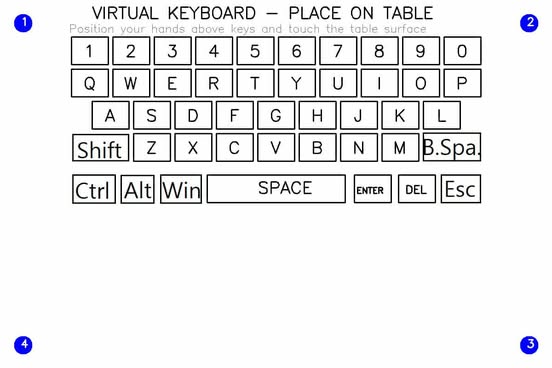 VIRTUAL KEYBOARD – PLACE ON TABLE
1 2
Position your hands above keys and touch the table surface
1 2 3 4 5 6 7 8 9 0
Q W E R T Y U I O P
A S D F G H J K L
Shift Z X C V B N M B.Spa.
Ctrl Alt Win SPACE ENTER DEL Esc
4 3